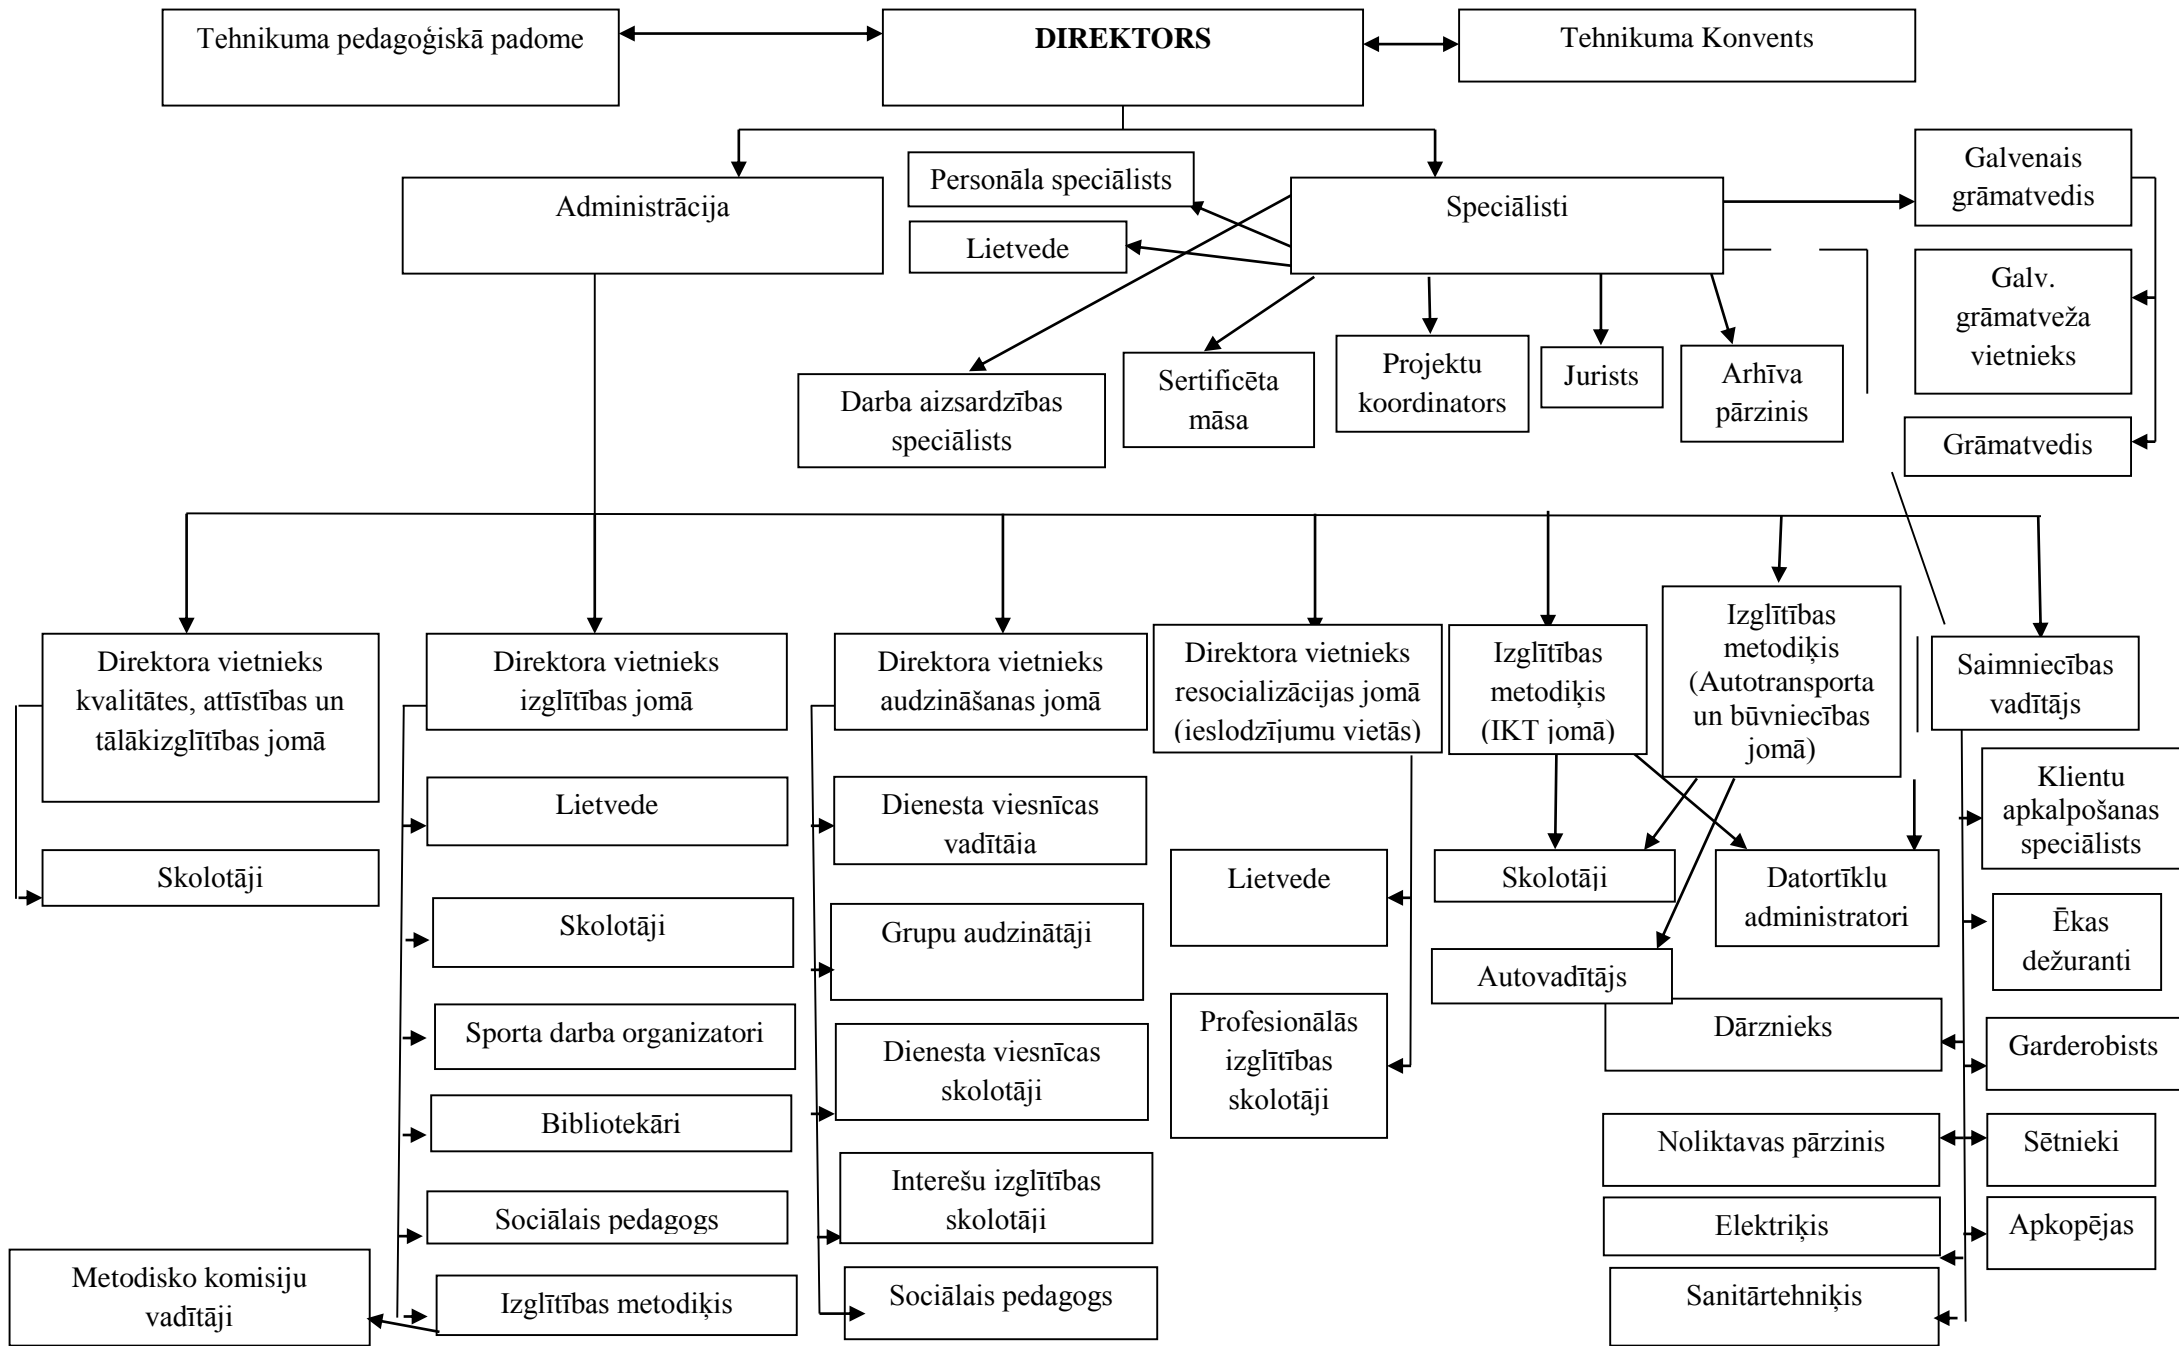 Tehnikuma pedagoģiskā padome
DIREKTORS
Tehnikuma Konvents
Administrācija
Personāla speciālists
Lietvede
Speciālisti
Galvenais
grāmatvedis
Galv.
grāmatveža
vietnieks
Grāmatvedis
Darba aizsardzības
speciālists
Sertificēta
māsa
Projektu
koordinators
Jurists
Arhīva
pārzinis
Direktora vietnieks
kvalitātes, attīstības un
tālākizglītības jomā
Skolotāji
Direktora vietnieks
izglītības jomā
Lietvede
Skolotāji
Sporta darba organizatori
Bibliotekāri
Sociālais pedagogs
Izglītības metodiķis
Metodisko komisiju
vadītāji
Direktora vietnieks
audzināšanas jomā
Dienesta viesnīcas
vadītāja
Grupu audzinātāji
Dienesta viesnīcas
skolotāji
Interešu izglītības
skolotāji
Sociālais pedagogs
Direktora vietnieks
resocializācijas jomā
(ieslodzījumu vietās)
Lietvede
Profesionālās
izglītības
skolotāji
Izglītības
metodiķis
(IKT jomā)
Izglītības
metodiķis
(Autotransporta
un būvniecības
jomā)
Skolotāji
Datortīklu
administratori
Autovadītājs
Saimniecības
vadītājs
Klientu
apkalpošanas
speciālists
Ēkas
dežuranti
Dārznieks
Garderobists
Noliktavas pārzinis
Sētnieki
Elektriķis
Apkopējas
Sanitārtehniķis